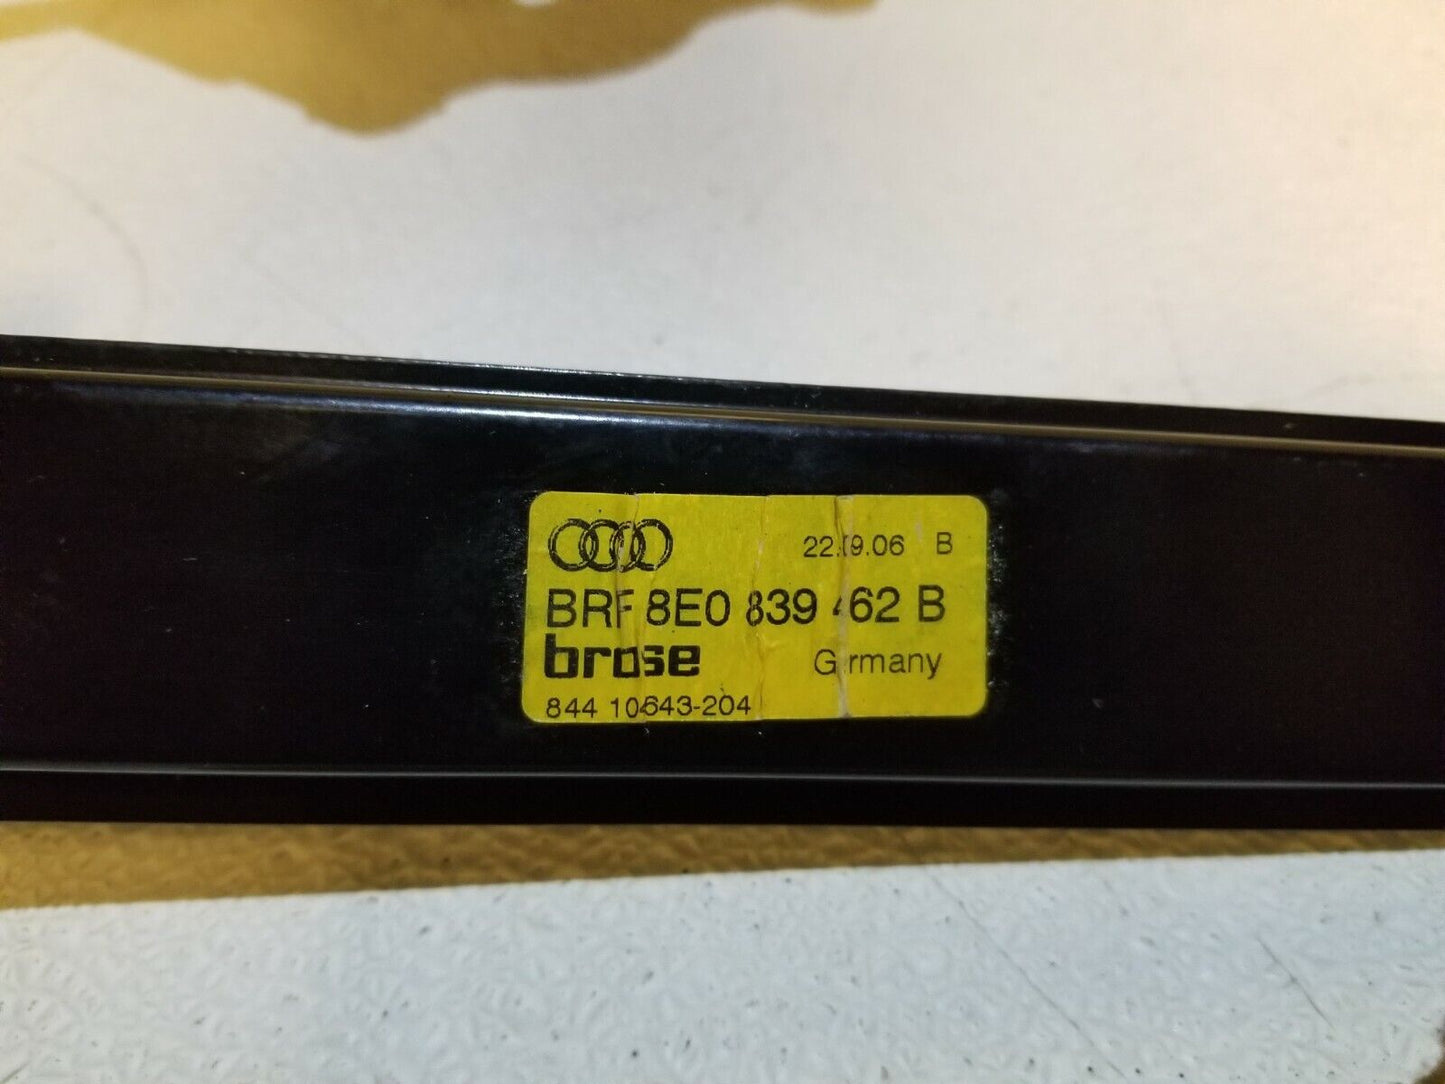 22.09.06 B
BRF 8E0 839 462 B
brose Germany
844 10643-204